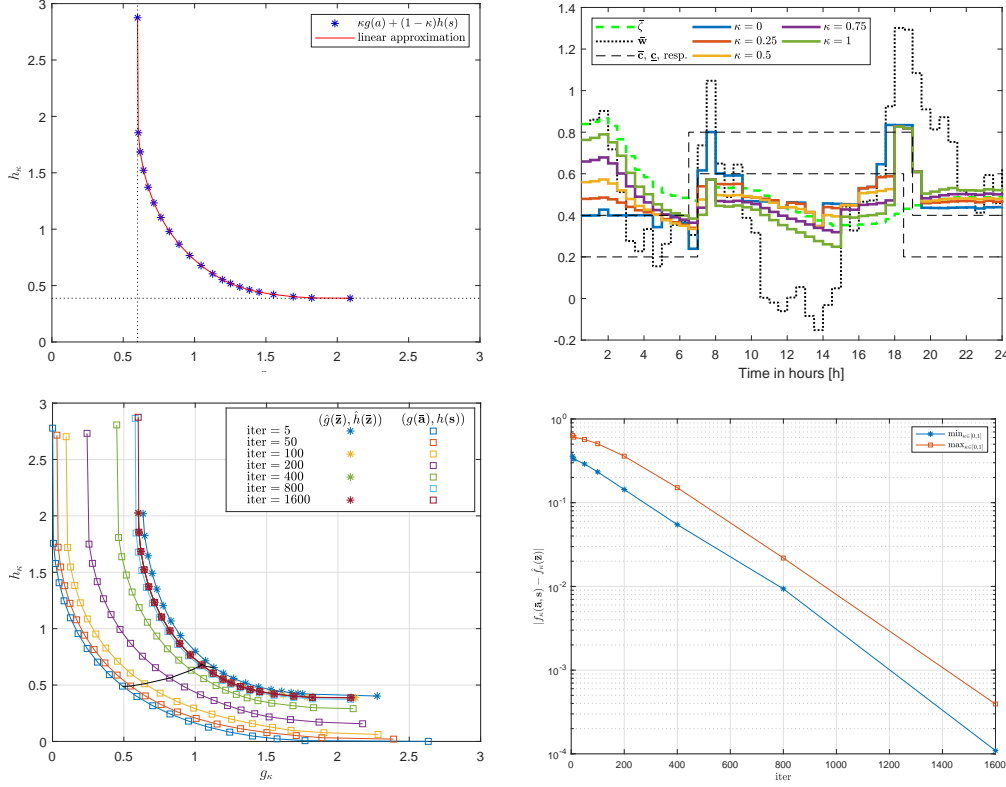 3
2.5
2
1.5
1
0.5
0
0 0.5 1 1.5 2 2.5 3
h_κ
κg(a) + (1 − κ)h(s)
linear approximation
1.4
1.2
1
0.8
0.6
0.4
0.2
0
-0.2
2 4 6 8 10 12 14 16 18 20 22 24
Time in hours [h]
ζ̄ κ = 0 κ = 0.75
w̄ κ = 0.25 κ = 1
c̄, c̲, resp. κ = 0.5
3
2.5
2
1.5
1
0.5
0
0 0.5 1 1.5 2 2.5 3
g_κ
h_κ
(ĝ(z̄), ĥ(z̄)) (g(ā), h(s))
iter = 5
iter = 50
iter = 100
iter = 200
iter = 400
iter = 800
iter = 1600
10^0
10^-1
10^-2
10^-3
10^-4
0 200 400 600 800 1000 1200 1400 1600
iter
|f_κ(ā, s) − f̂_κ(z̄)|
min_κ∈[0,1]
max_κ∈[0,1]